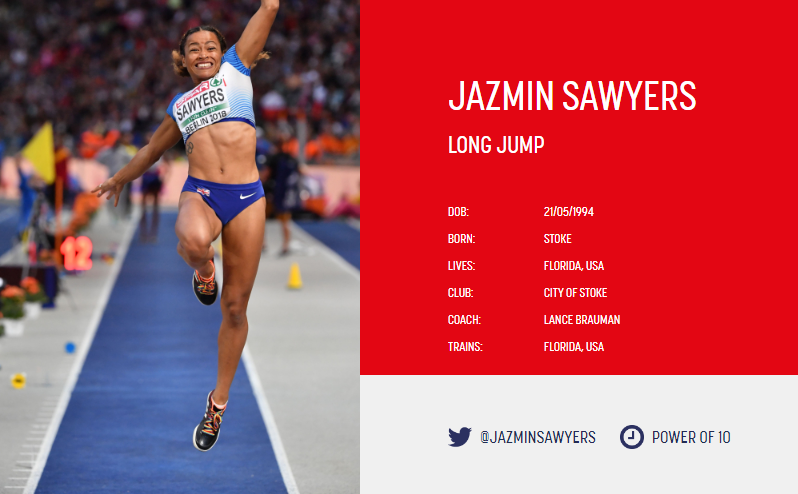 SPAR
SAWYERS
BERLIN 2018
12
JAZMIN SAWYERS
LONG JUMP
DOB: 21/05/1994
BORN: STOKE
LIVES: FLORIDA, USA
CLUB: CITY OF STOKE
COACH: LANCE BRAUMAN
TRAINS: FLORIDA, USA
@JAZMINSAWYERS POWER OF 10